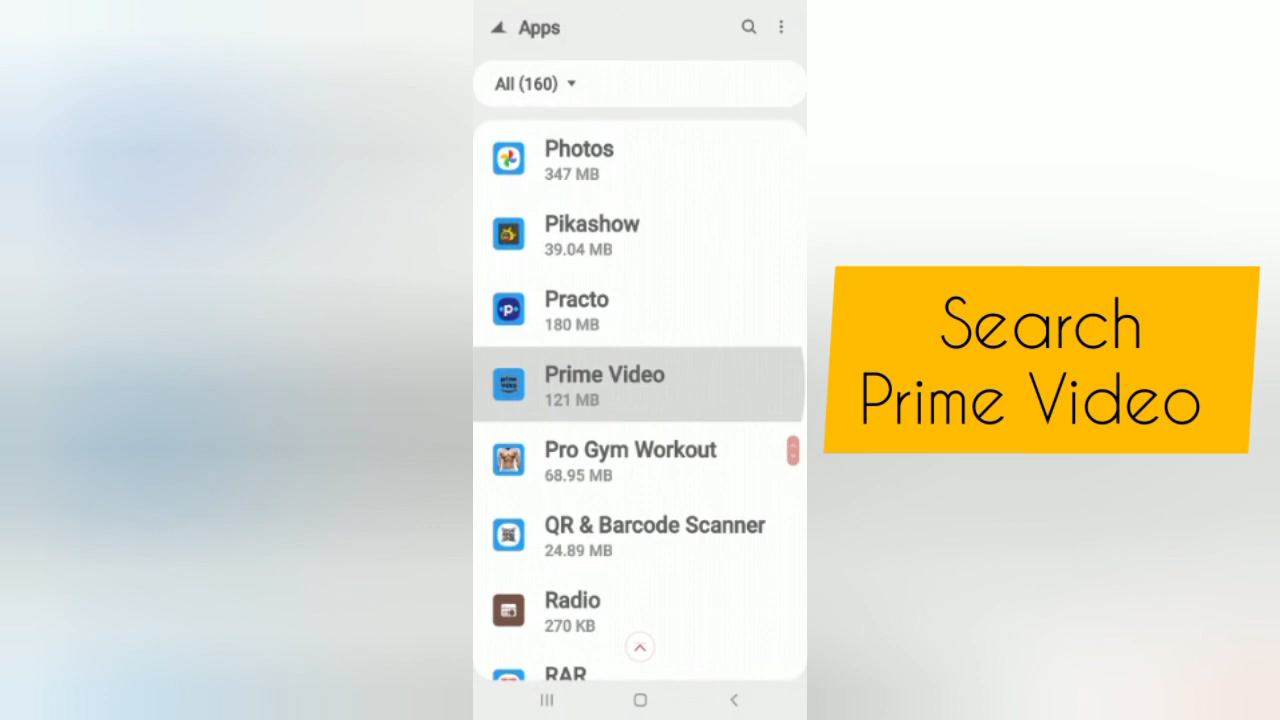 Apps
All (160)
Photos
347 MB
Pikashow
39.04 MB
Practo
180 MB
Prime Video
121 MB
Pro Gym Workout
68.95 MB
QR & Barcode Scanner
24.89 MB
Radio
270 KB
RAR
Search
Prime Video